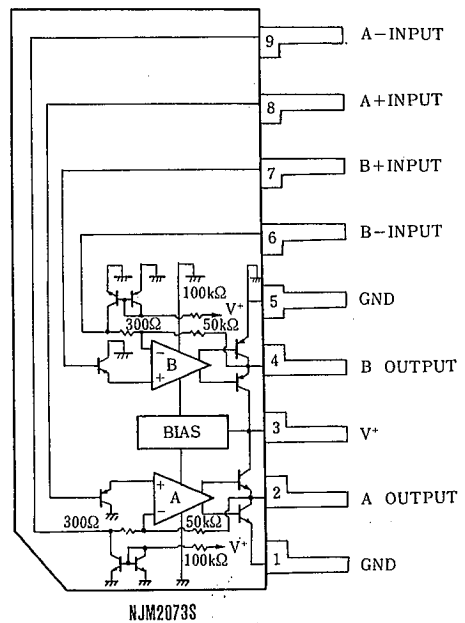 9 A-INPUT
8 A+INPUT
7 B+INPUT
6 B-INPUT
100kΩ
5 GND
V+
300Ω
50kΩ
4 B OUTPUT
-
B
+
BIAS
3 V+
+
A
-
2 A OUTPUT
300Ω
50kΩ
V+
100kΩ
1 GND
NJM2073S